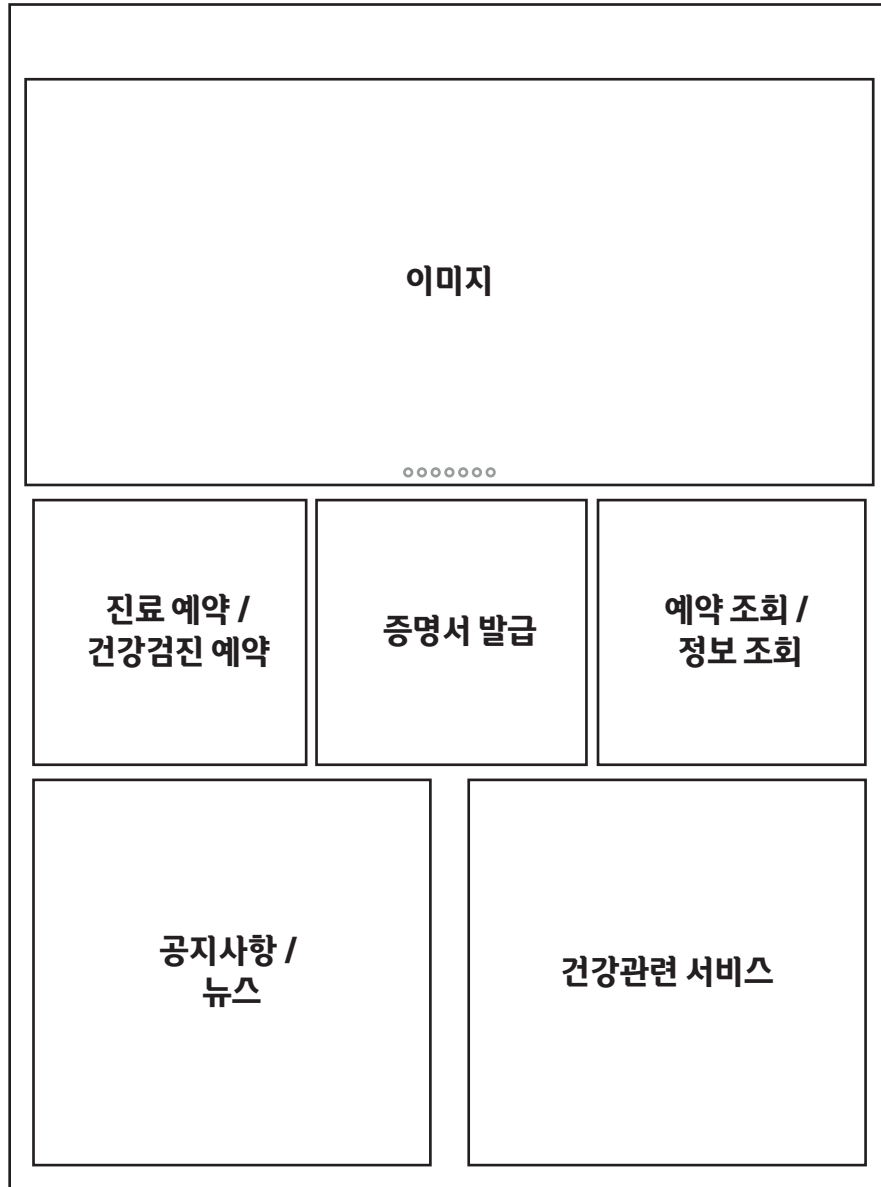 이미지
진료 예약 /
건강검진 예약
증명서 발급
예약 조회 /
정보 조회
공지사항 /
뉴스
건강관련 서비스